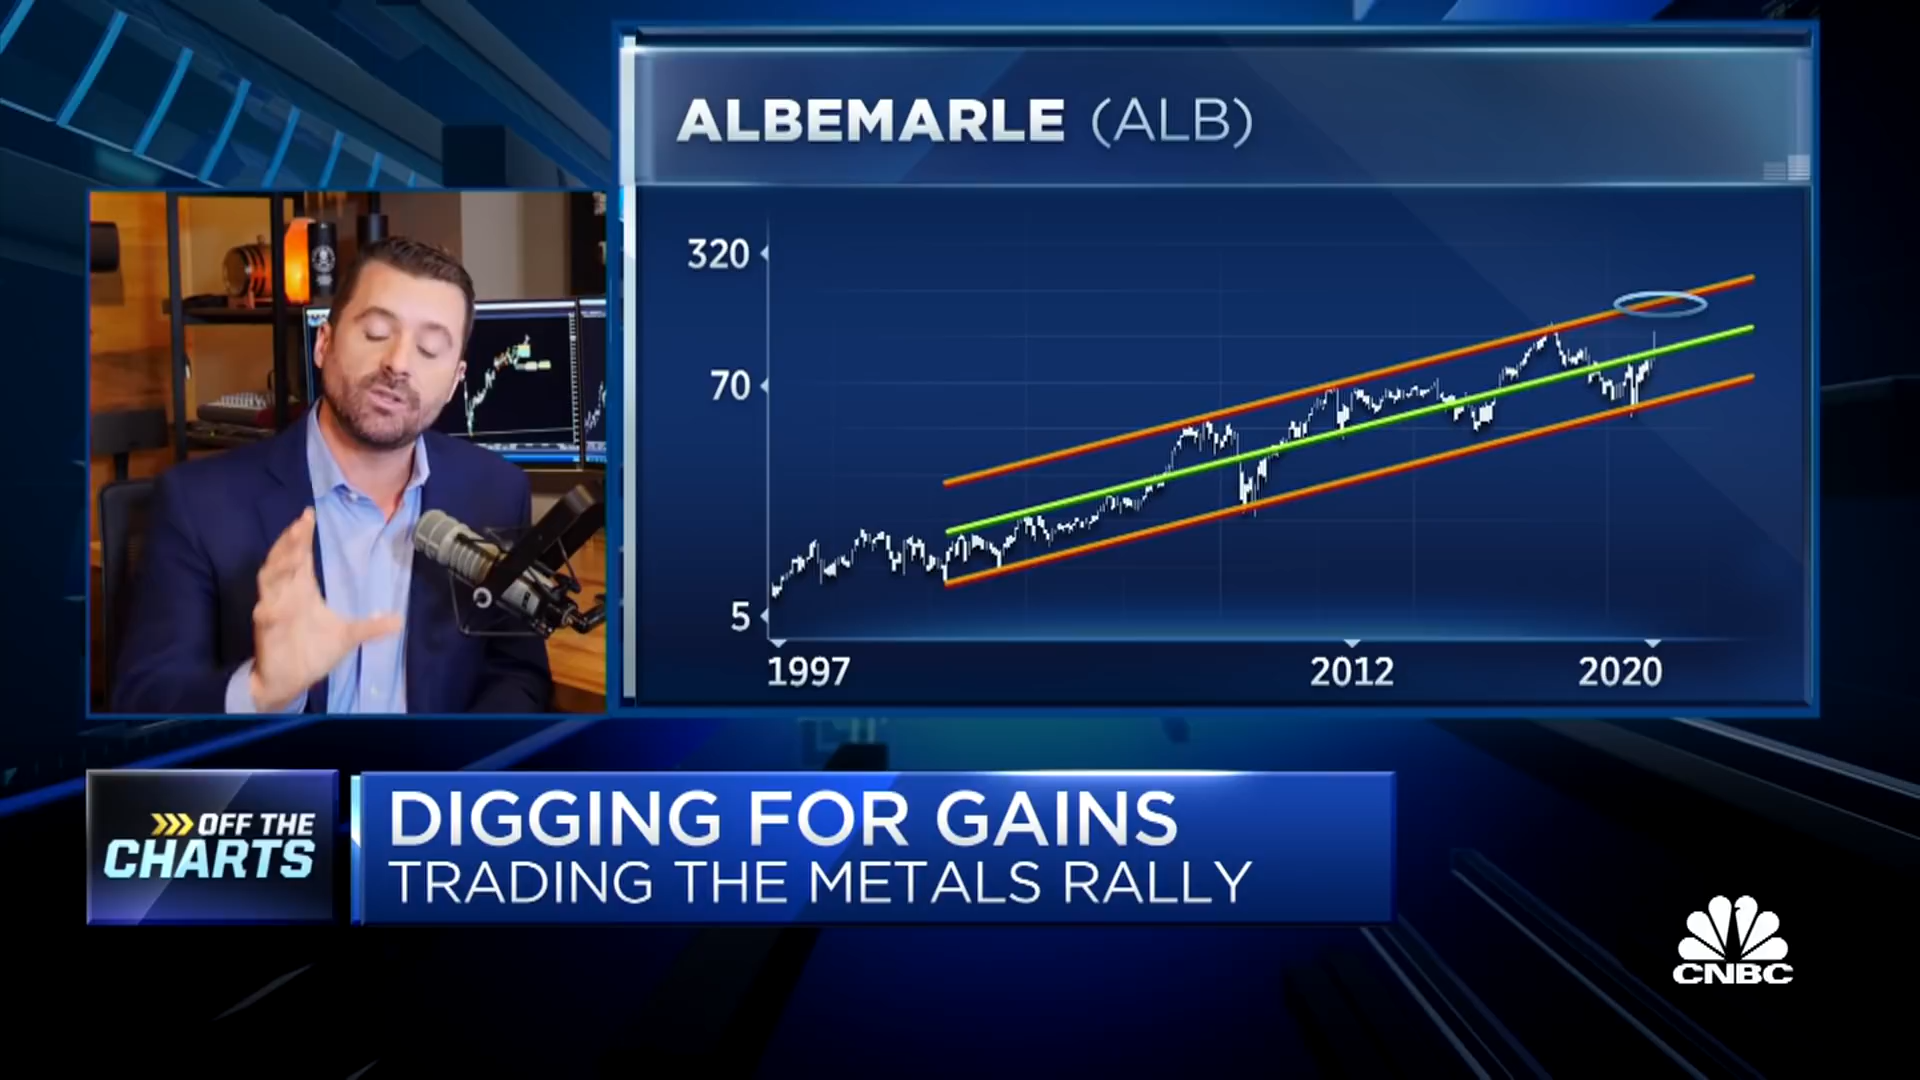 ALBEMARLE (ALB)
320
70
5
1997
2012
2020
OFF THE
CHARTS
DIGGING FOR GAINS
TRADING THE METALS RALLY
CNBC